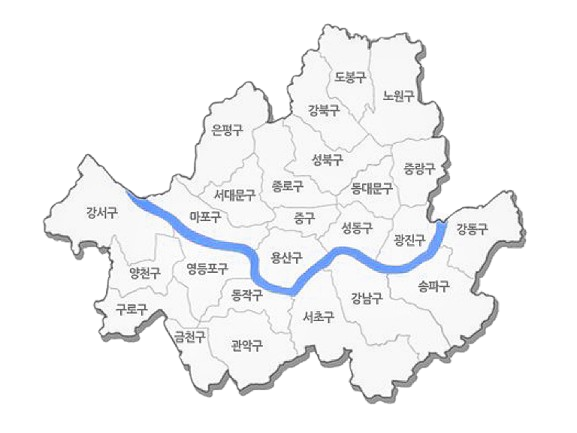 도봉구
노원구
강북구
은평구
성북구
중랑구
서대문구
종로구
동대문구
강서구
마포구
중구
성동구
광진구
강동구
용산구
양천구
영등포구
동작구
강남구
송파구
구로구
서초구
금천구
관악구